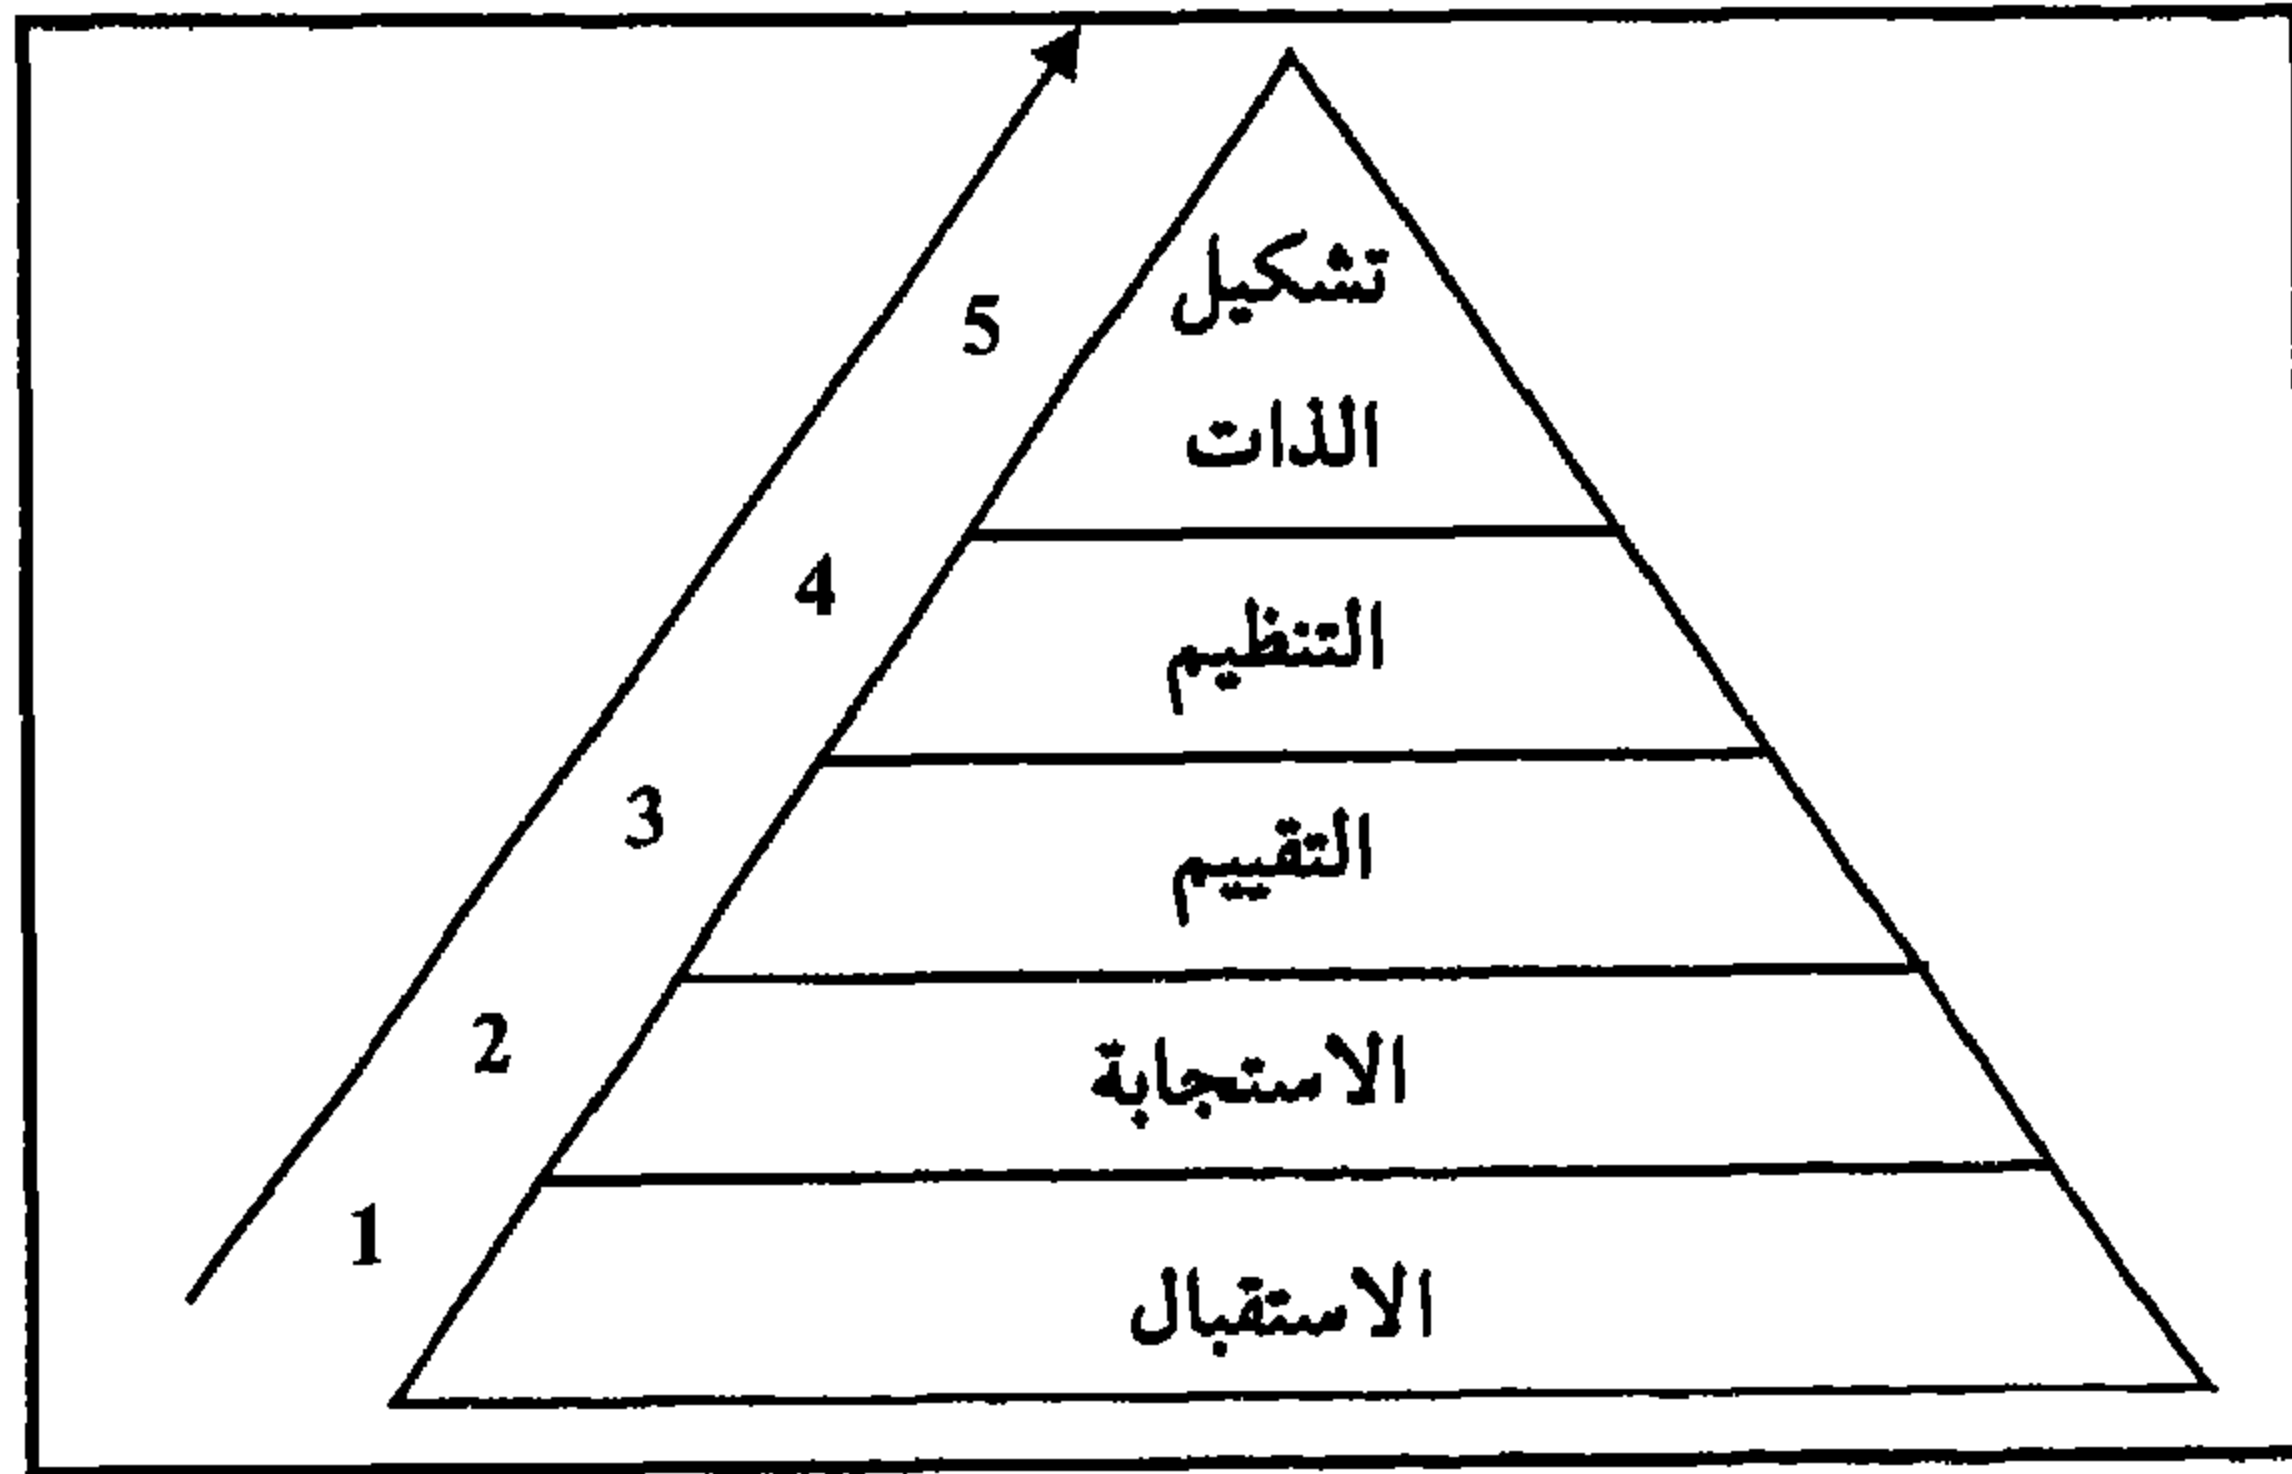 تشكيل
5
الذات
4
التنظيم
3
التقييم
2
الاستجابة
1
الاستقبال